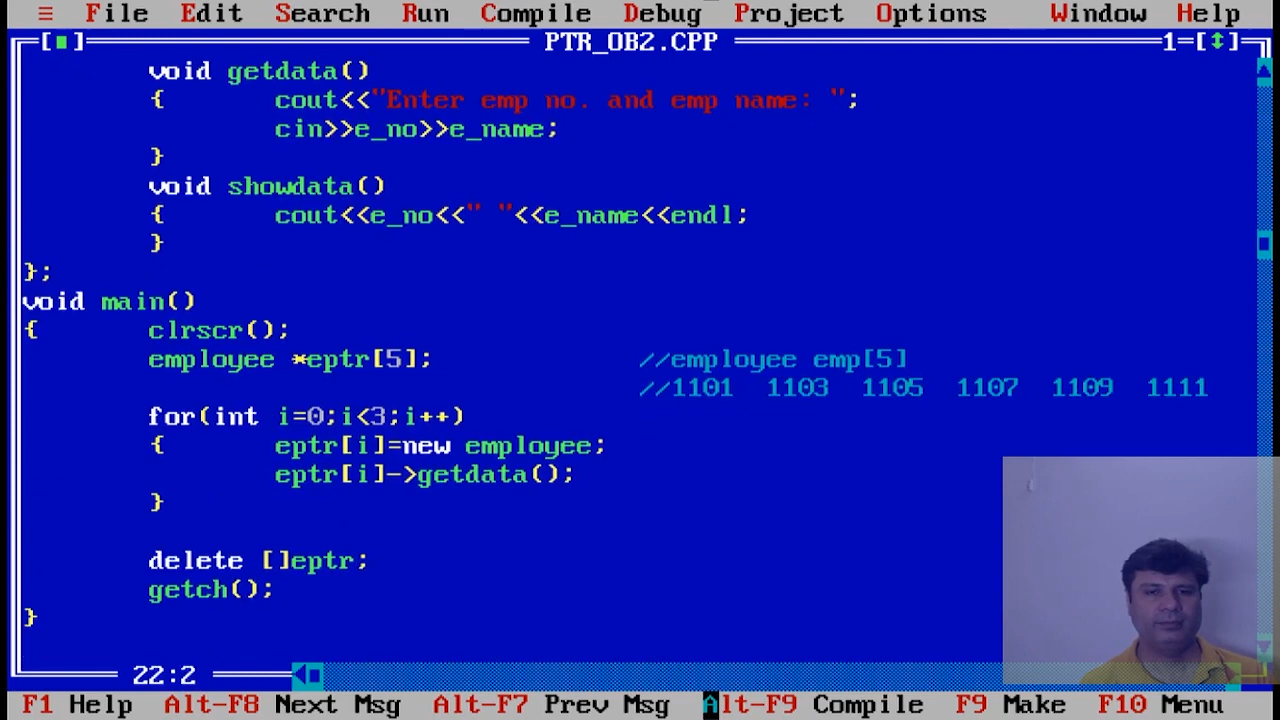 ≡ File Edit Search Run Compile Debug Project Options Window Help
[■] PTR_OB2.CPP 1=[↕]
void getdata()
{ cout<<"Enter emp no. and emp name: ";
cin>>e_no>>e_name;
}
void showdata()
{ cout<<e_no<<" "<<e_name<<endl;
}
};
void main()
{ clrscr();
employee *eptr[5]; //employee emp[5]
//1101 1103 1105 1107 1109 1111
for(int i=0;i<3;i++)
{ eptr[i]=new employee;
eptr[i]->getdata();
}
delete []eptr;
getch();
}
22:2
F1 Help Alt-F8 Next Msg Alt-F7 Prev Msg Alt-F9 Compile F9 Make F10 Menu